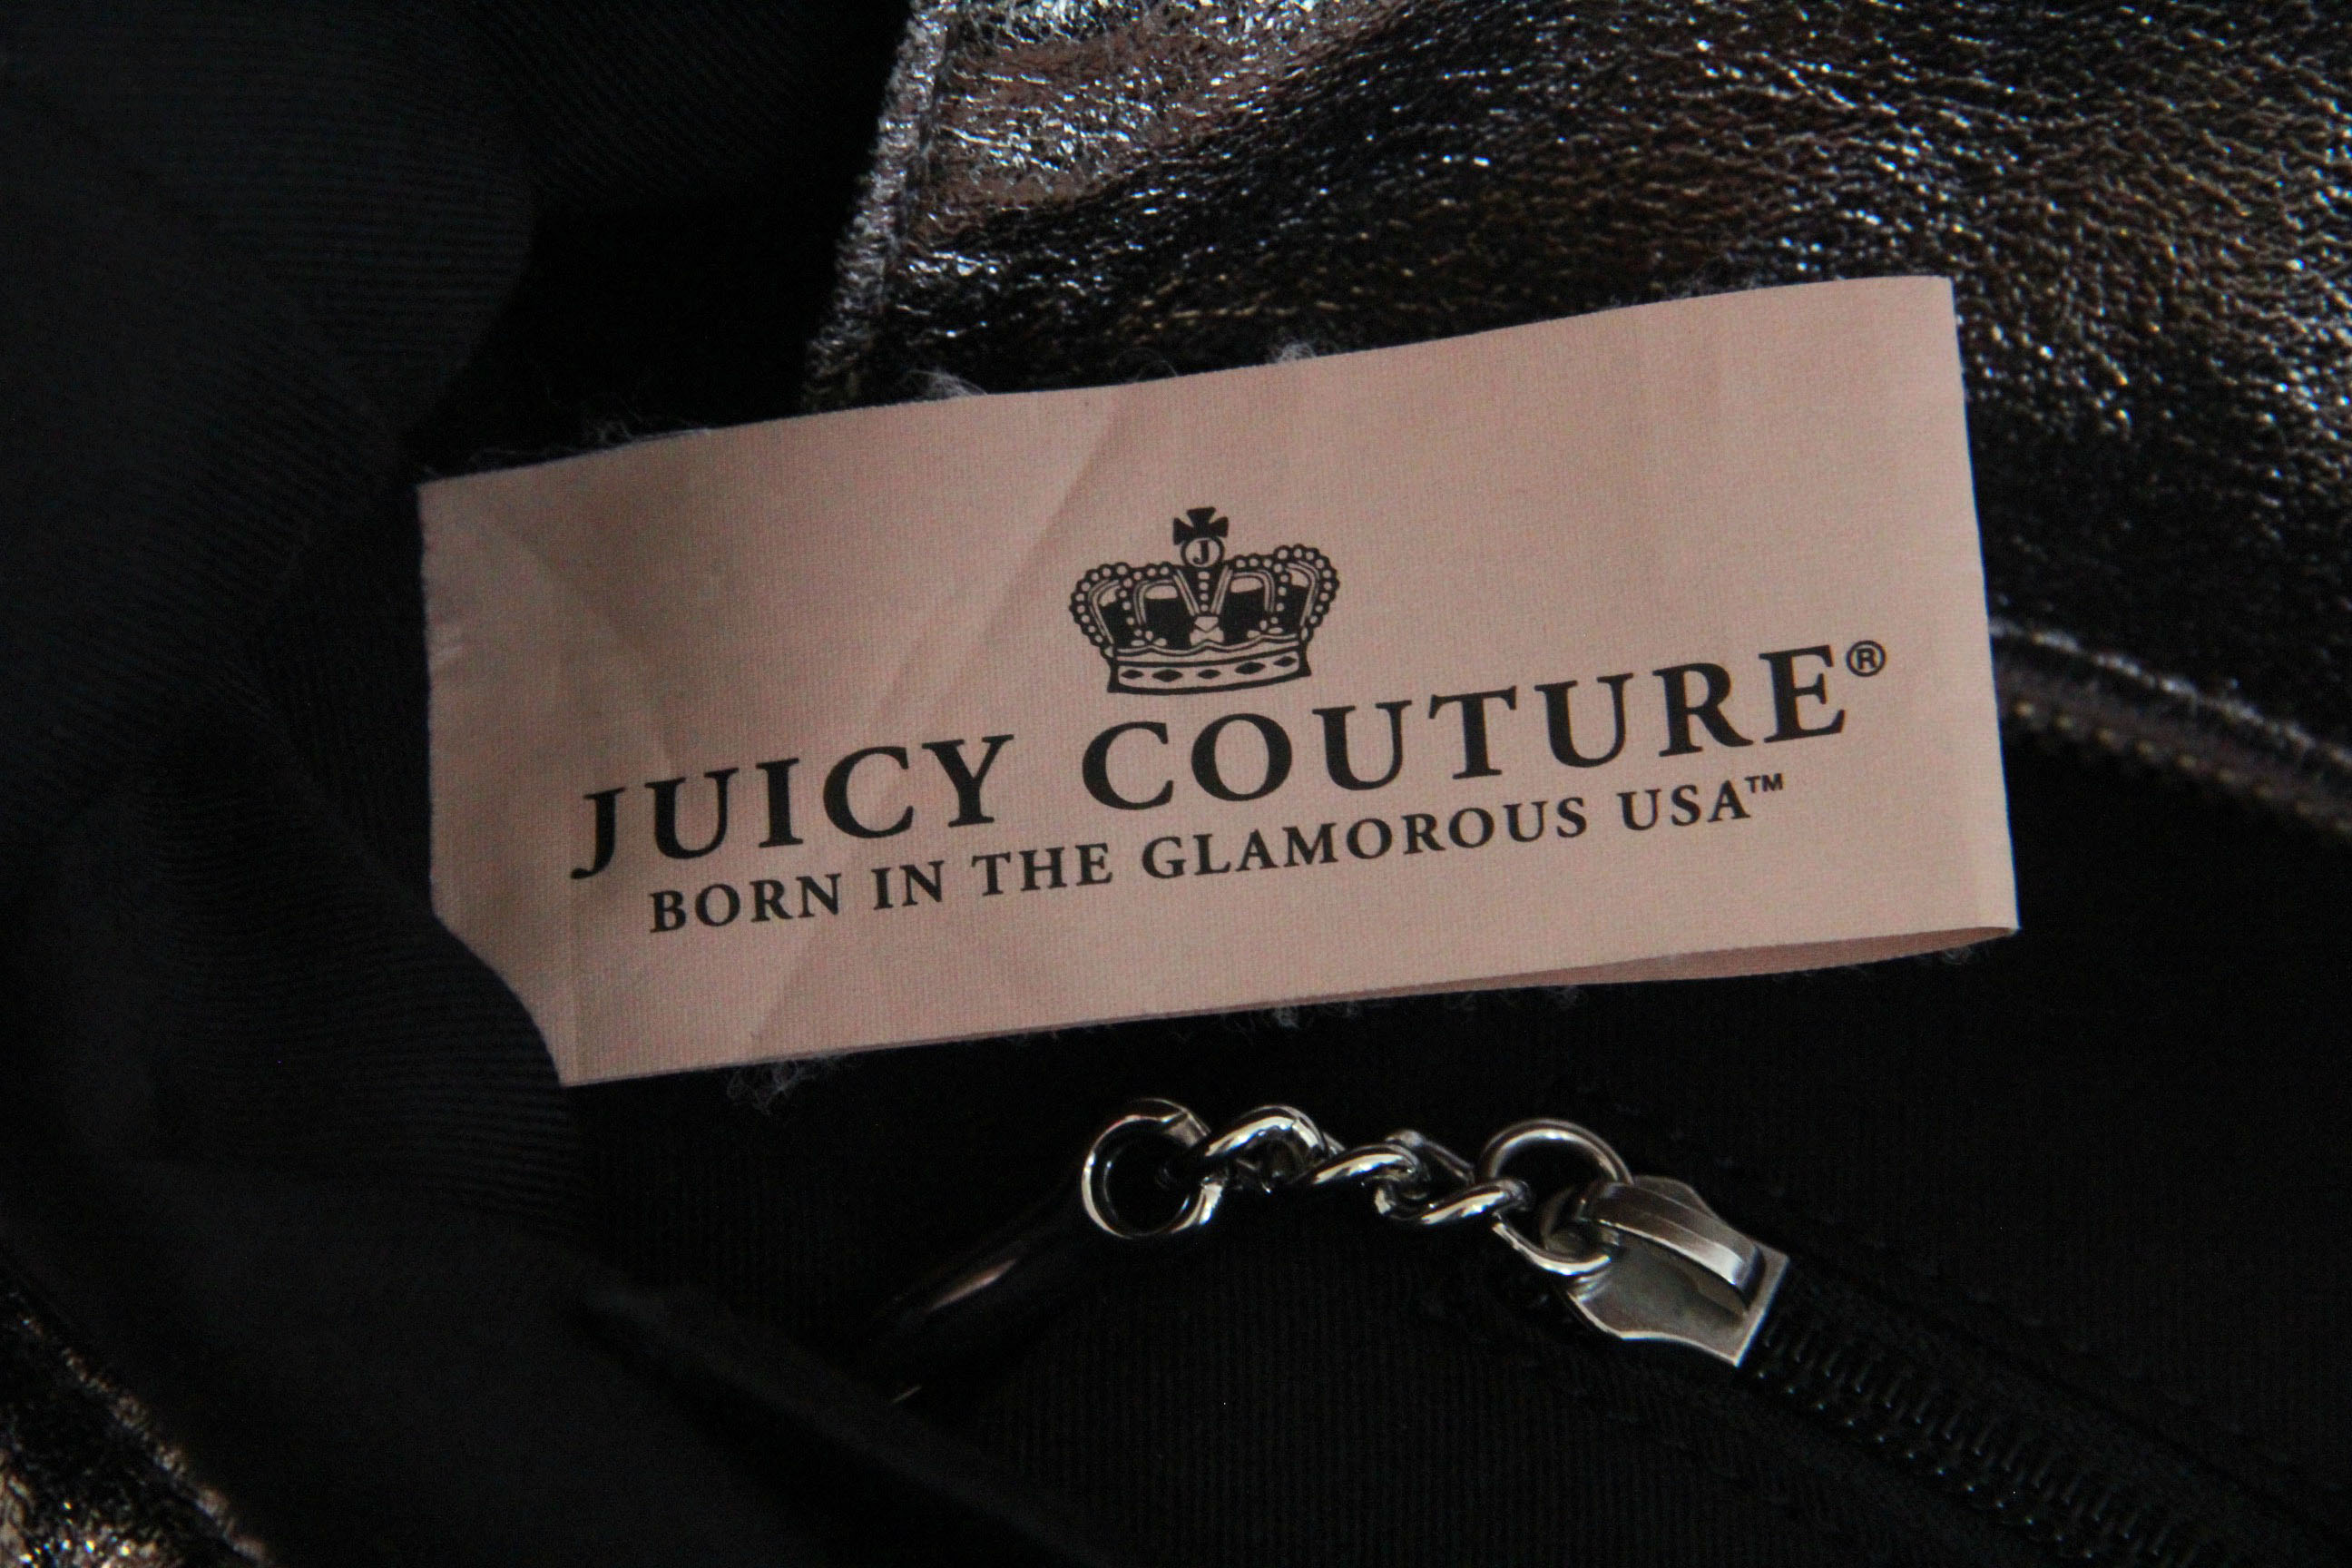 J
JUICY COUTURE®
BORN IN THE GLAMOROUS USA™